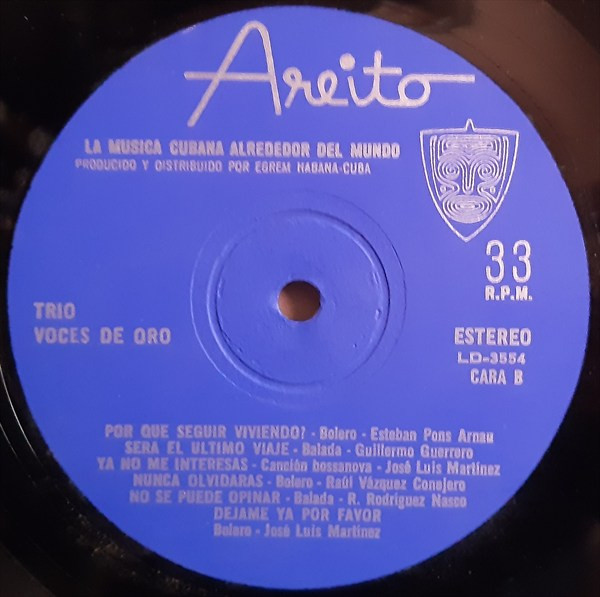 Areito
LA MUSICA CUBANA ALREDEDOR DEL MUNDO
PRODUCIDO Y DISTRIBUIDO POR EGREM HABANA-CUBA
33
R.P.M.
TRIO
VOCES DE ORO
ESTEREO
LD-3554
CARA B
POR QUE SEGUIR VIVIENDO? - Bolero - Esteban Pons Arnau
SERA EL ULTIMO VIAJE - Balada - Guillermo Guerrero
YA NO ME INTERESAS - Canción bossanova - José Luis Martínez
NUNCA OLVIDARAS - Bolero - Raúl Vázquez Conejero
NO SE PUEDE OPINAR - Balada - R. Rodríguez Nasco
DEJAME YA POR FAVOR
Bolero - José Luis Martínez